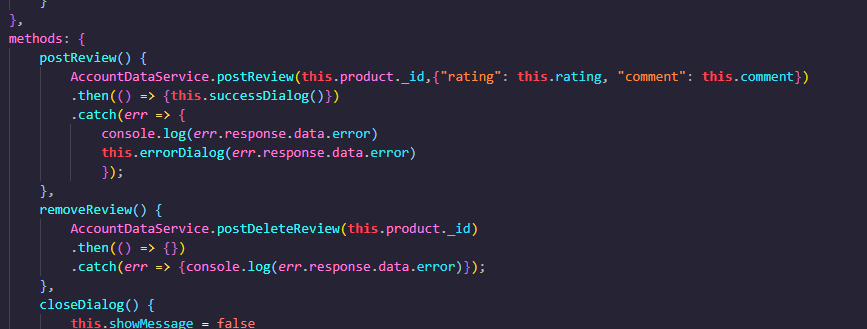 }
},
methods: {
postReview() {
AccountDataService.postReview(this.product._id,{"rating": this.rating, "comment": this.comment})
.then(() => {this.successDialog()})
.catch(err => {
console.log(err.response.data.error)
this.errorDialog(err.response.data.error)
});
},
removeReview() {
AccountDataService.postDeleteReview(this.product._id)
.then(() => {})
.catch(err => {console.log(err.response.data.error)});
},
closeDialog() {
this.showMessage = false